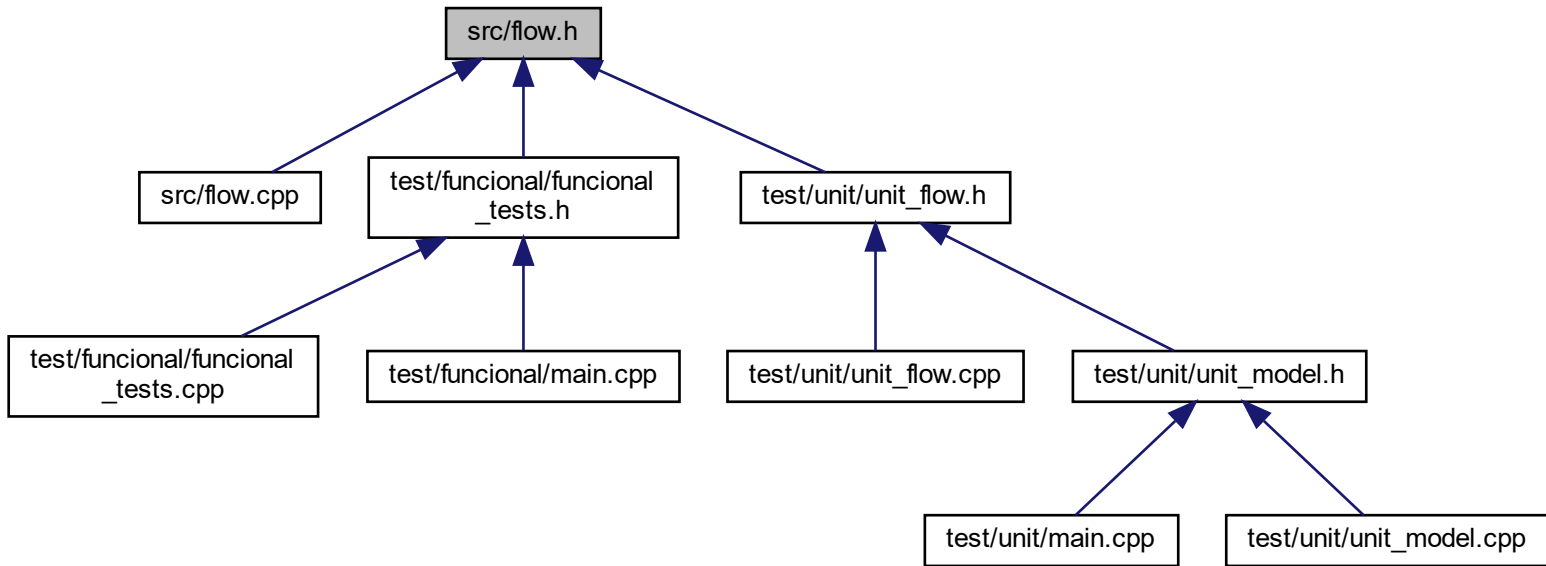 src/flow.h
src/flow.cpp
test/funcional/funcional
_tests.h
test/unit/unit_flow.h
test/funcional/funcional
_tests.cpp
test/funcional/main.cpp
test/unit/unit_flow.cpp
test/unit/unit_model.h
test/unit/main.cpp
test/unit/unit_model.cpp